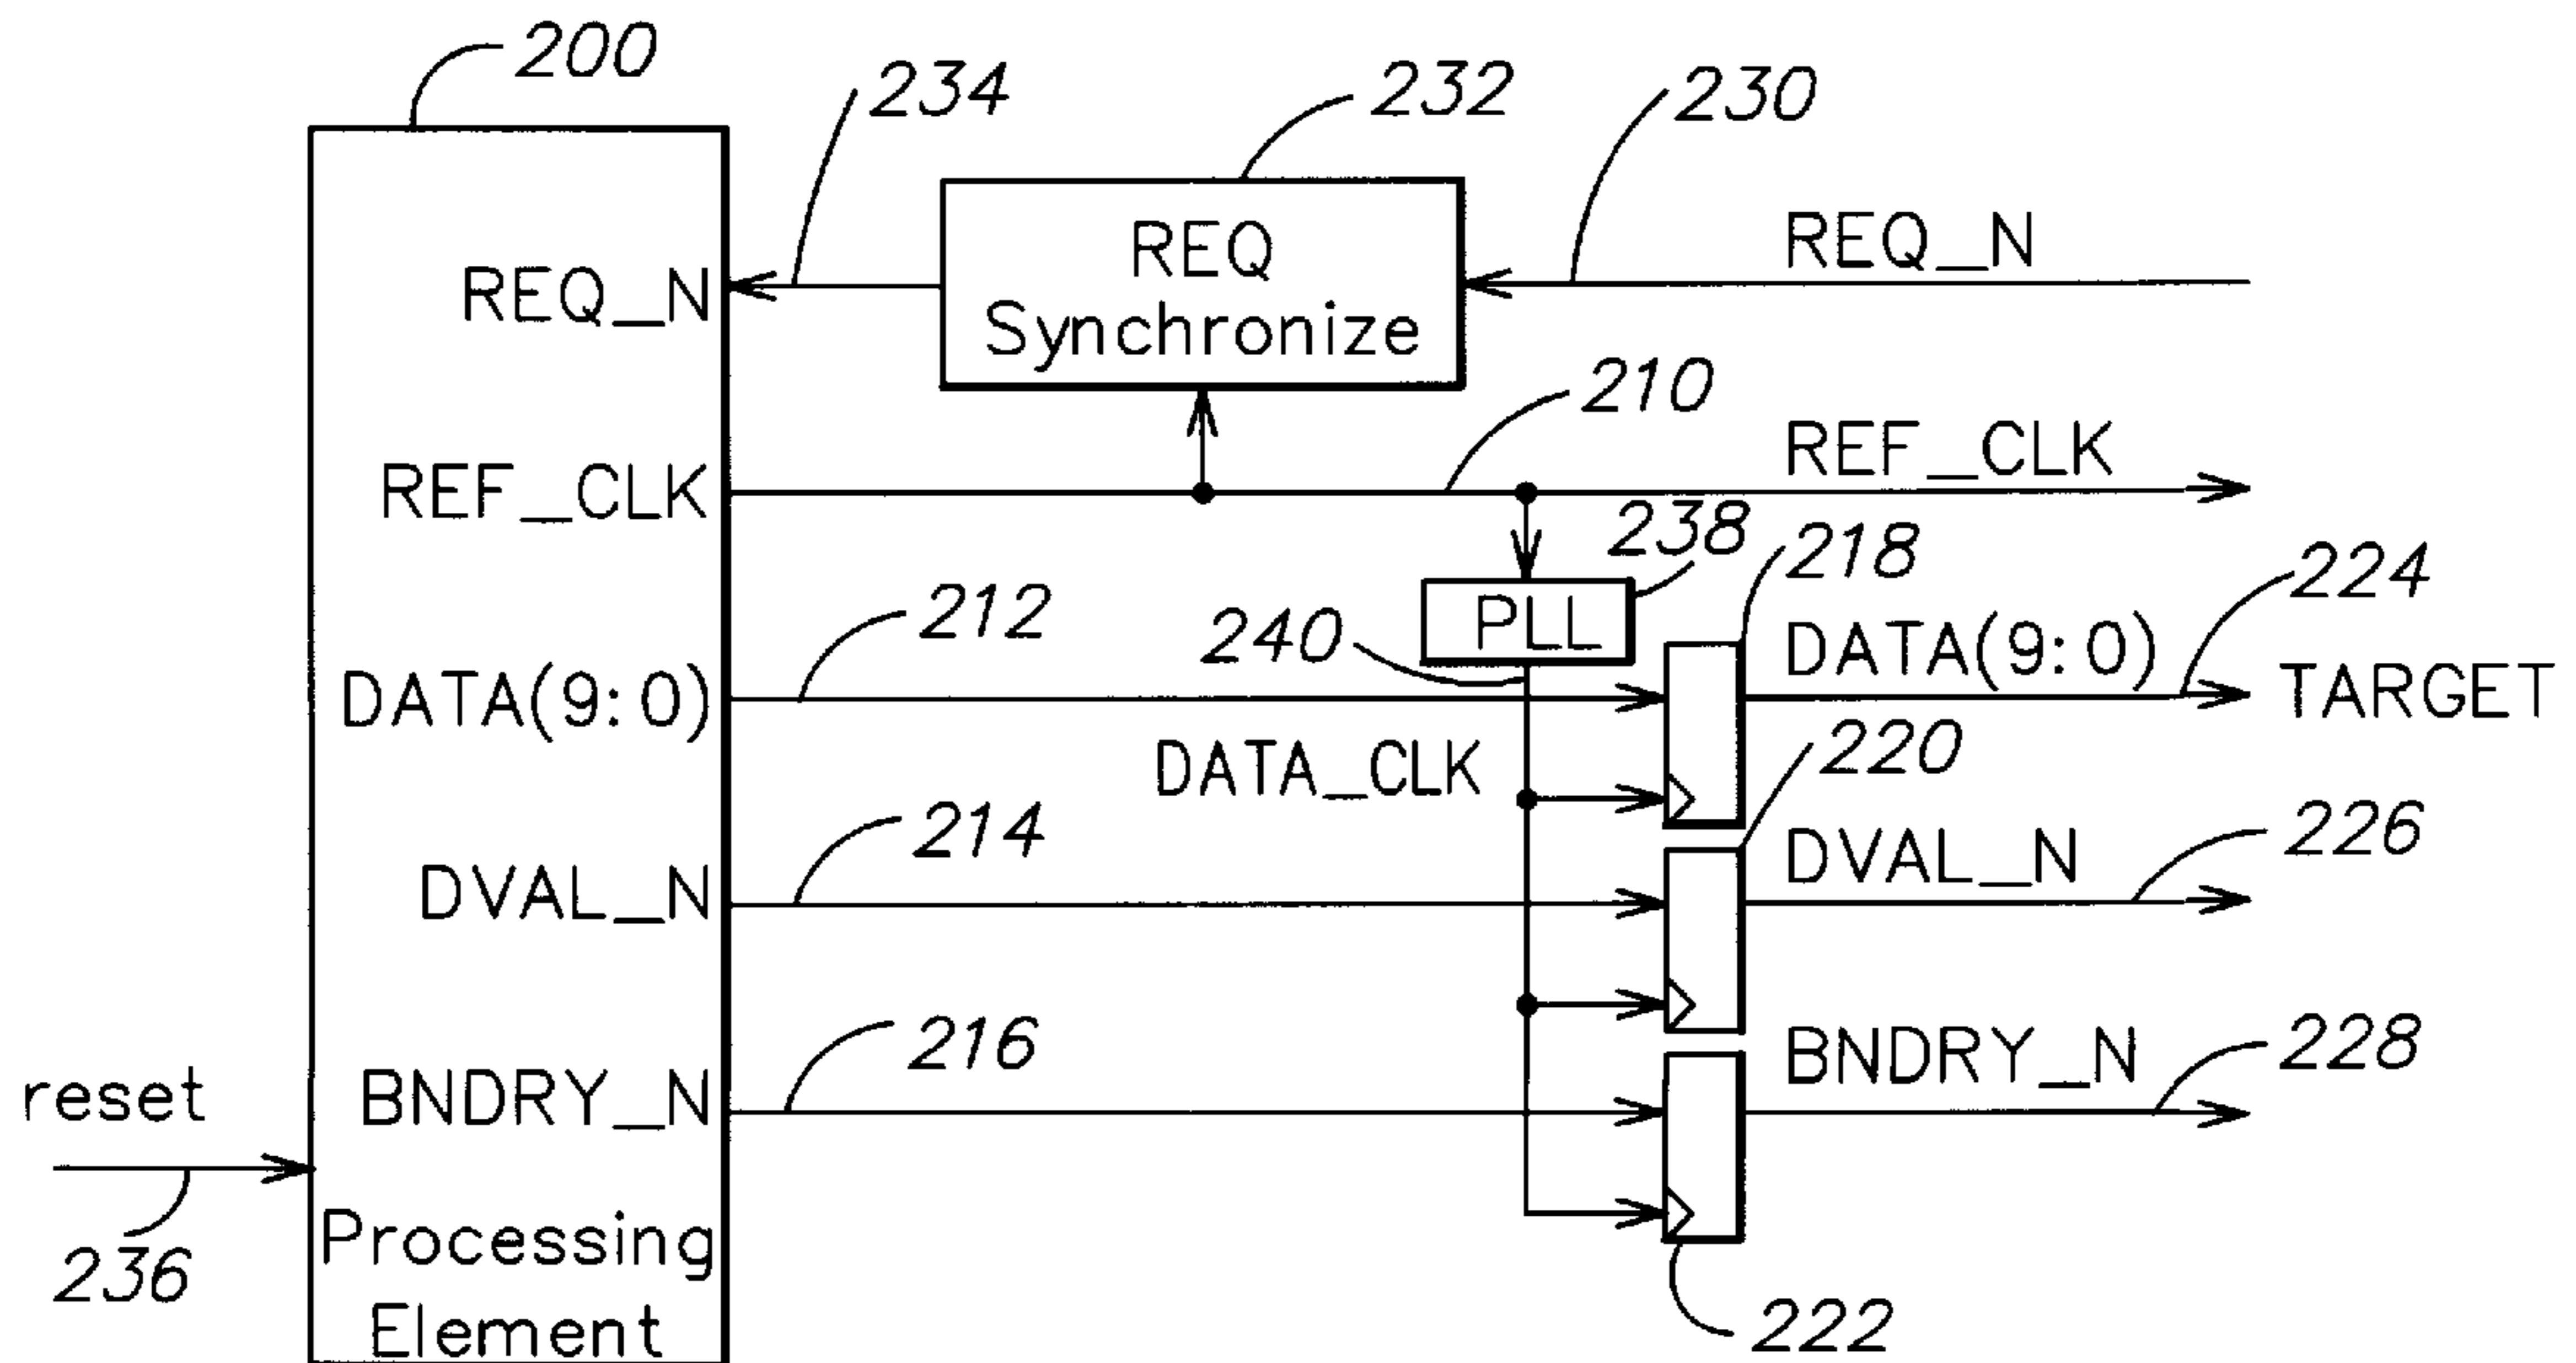 200
234
232
230
REQ_N
REQ
Synchronize
REQ_N
210
REF_CLK
REF_CLK
238
218
224
212
240
PLL
DATA(9:0)
DATA(9:0)
TARGET
DATA_CLK
220
214
DVAL_N
226
DVAL_N
216
BNDRY_N
228
reset
BNDRY_N
236
Processing
Element
222